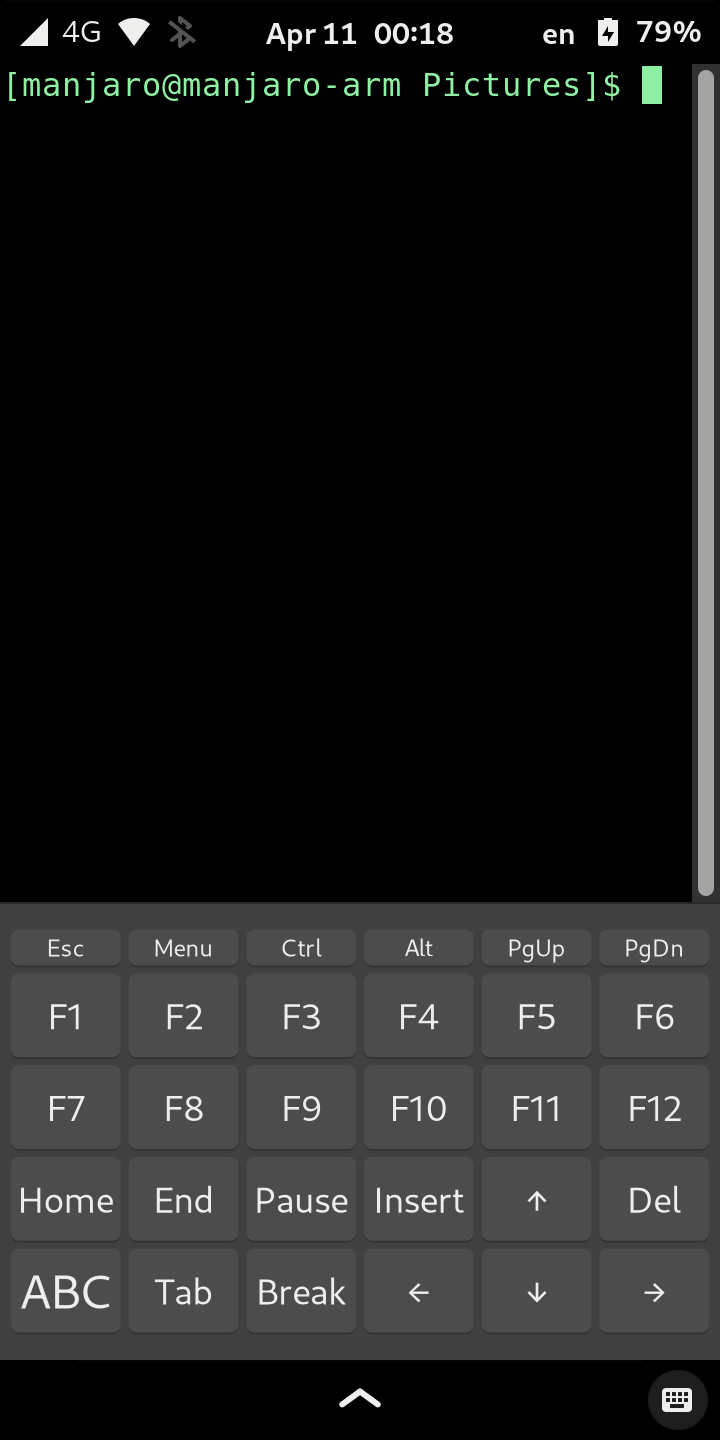 4G Apr 11 00:18 en 79%
[manjaro@manjaro-arm Pictures]$
Esc Menu Ctrl Alt PgUp PgDn
F1 F2 F3 F4 F5 F6
F7 F8 F9 F10 F11 F12
Home End Pause Insert ↑ Del
ABC Tab Break ← ↓ →